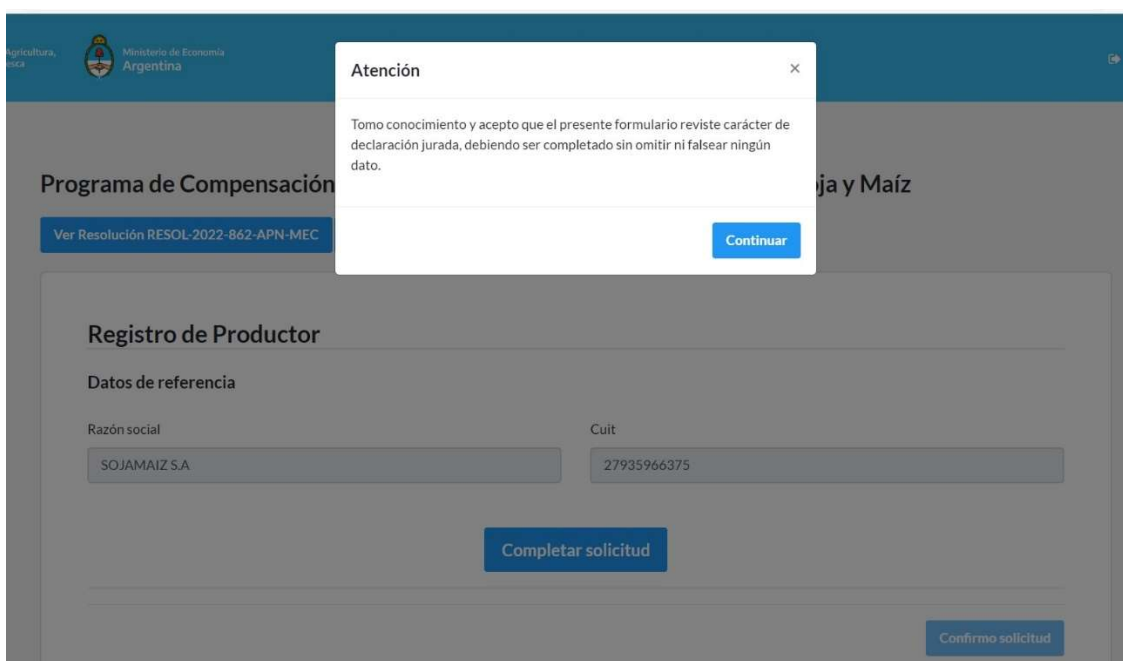 Agricultura,
esca
Ministerio de Economía
Argentina
Atención
×
Tomo conocimiento y acepto que el presente formulario reviste carácter de
declaración jurada, debiendo ser completado sin omitir ni falsear ningún
dato.
Continuar
Programa de Compensación oja y Maíz
Ver Resolución RESOL-2022-862-APN-MEC
Registro de Productor
Datos de referencia
Razón social Cuit
SOJAMAIZ S.A 27935966375
Completar solicitud
Confirmo solicitud